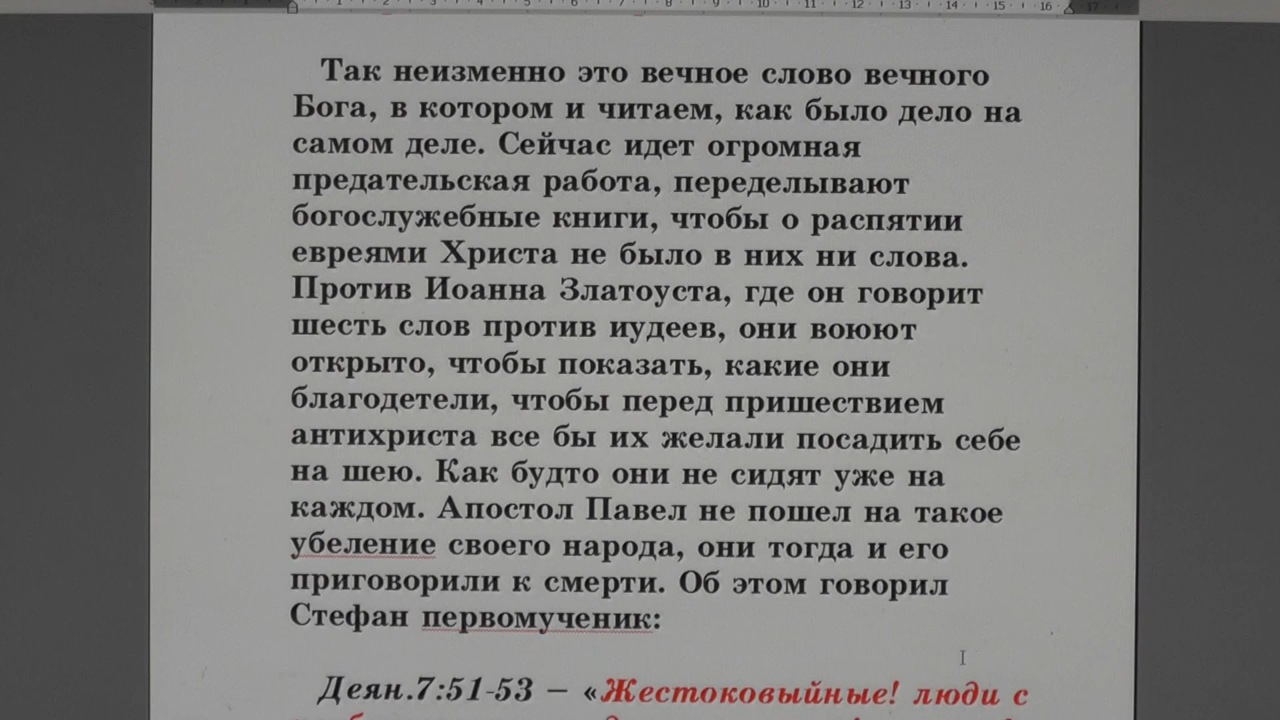 Так неизменно это вечное слово вечного
Бога, в котором и читаем, как было дело на
самом деле. Сейчас идет огромная
предательская работа, переделывают
богослужебные книги, чтобы о распятии
евреями Христа не было в них ни слова.
Против Иоанна Златоуста, где он говорит
шесть слов против иудеев, они воюют
открыто, чтобы показать, какие они
благодетели, чтобы перед пришествием
антихриста все бы их желали посадить себе
на шею. Как будто они не сидят уже на
каждом. Апостол Павел не пошел на такое
убеление своего народа, они тогда и его
приговорили к смерти. Об этом говорил
Стефан первомученик:
Деян.7:51-53 – «Жестоковыйные! люди с